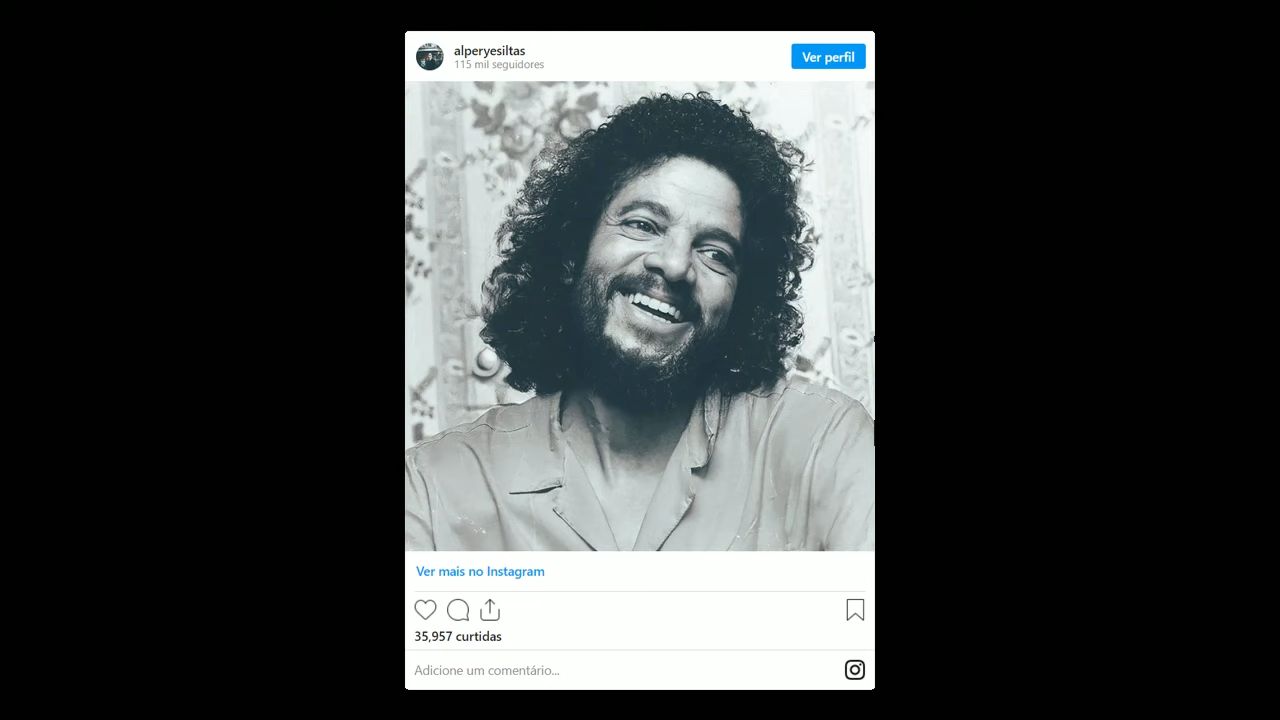 alperyesiltas
115 mil seguidores
Ver perfil
Ver mais no Instagram
35,957 curtidas
Adicione um comentário...